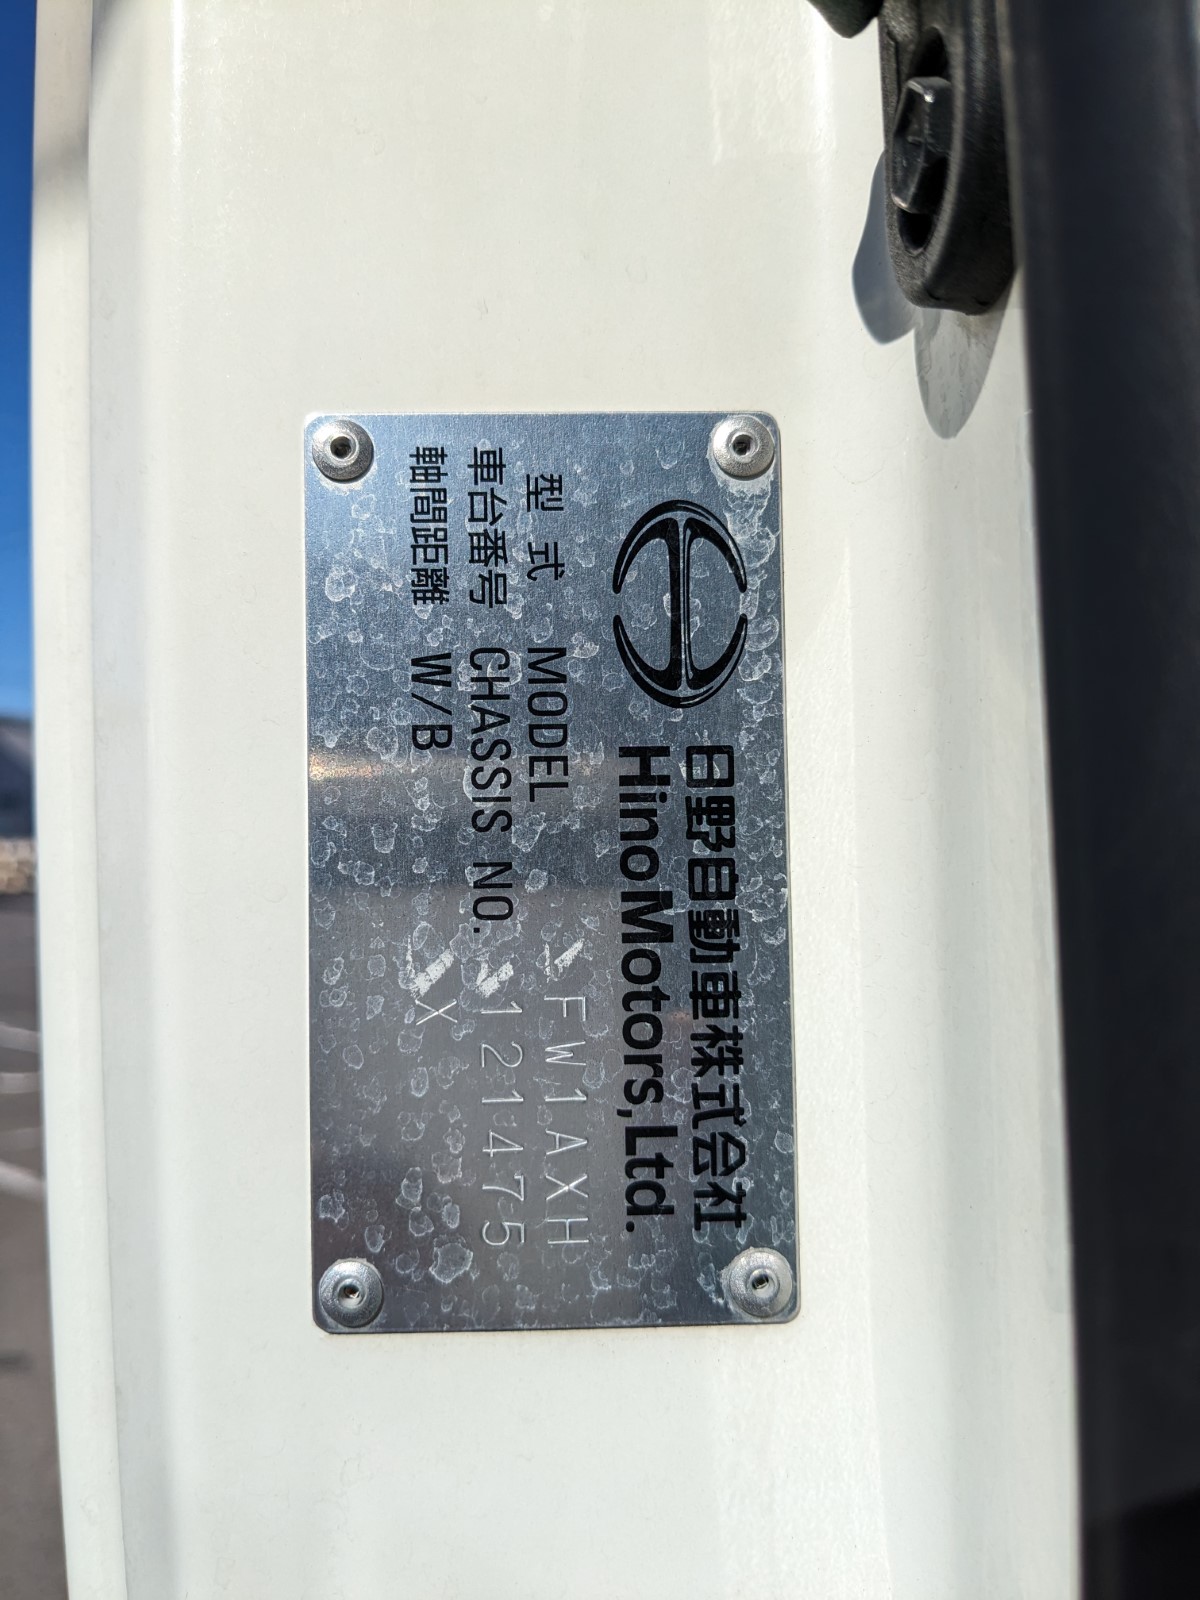 日野自動車株式会社
Hino Motors, Ltd.
型式 MODEL FW1AXH
車台番号 CHASSIS NO. 121475
軸間距離 W/B X